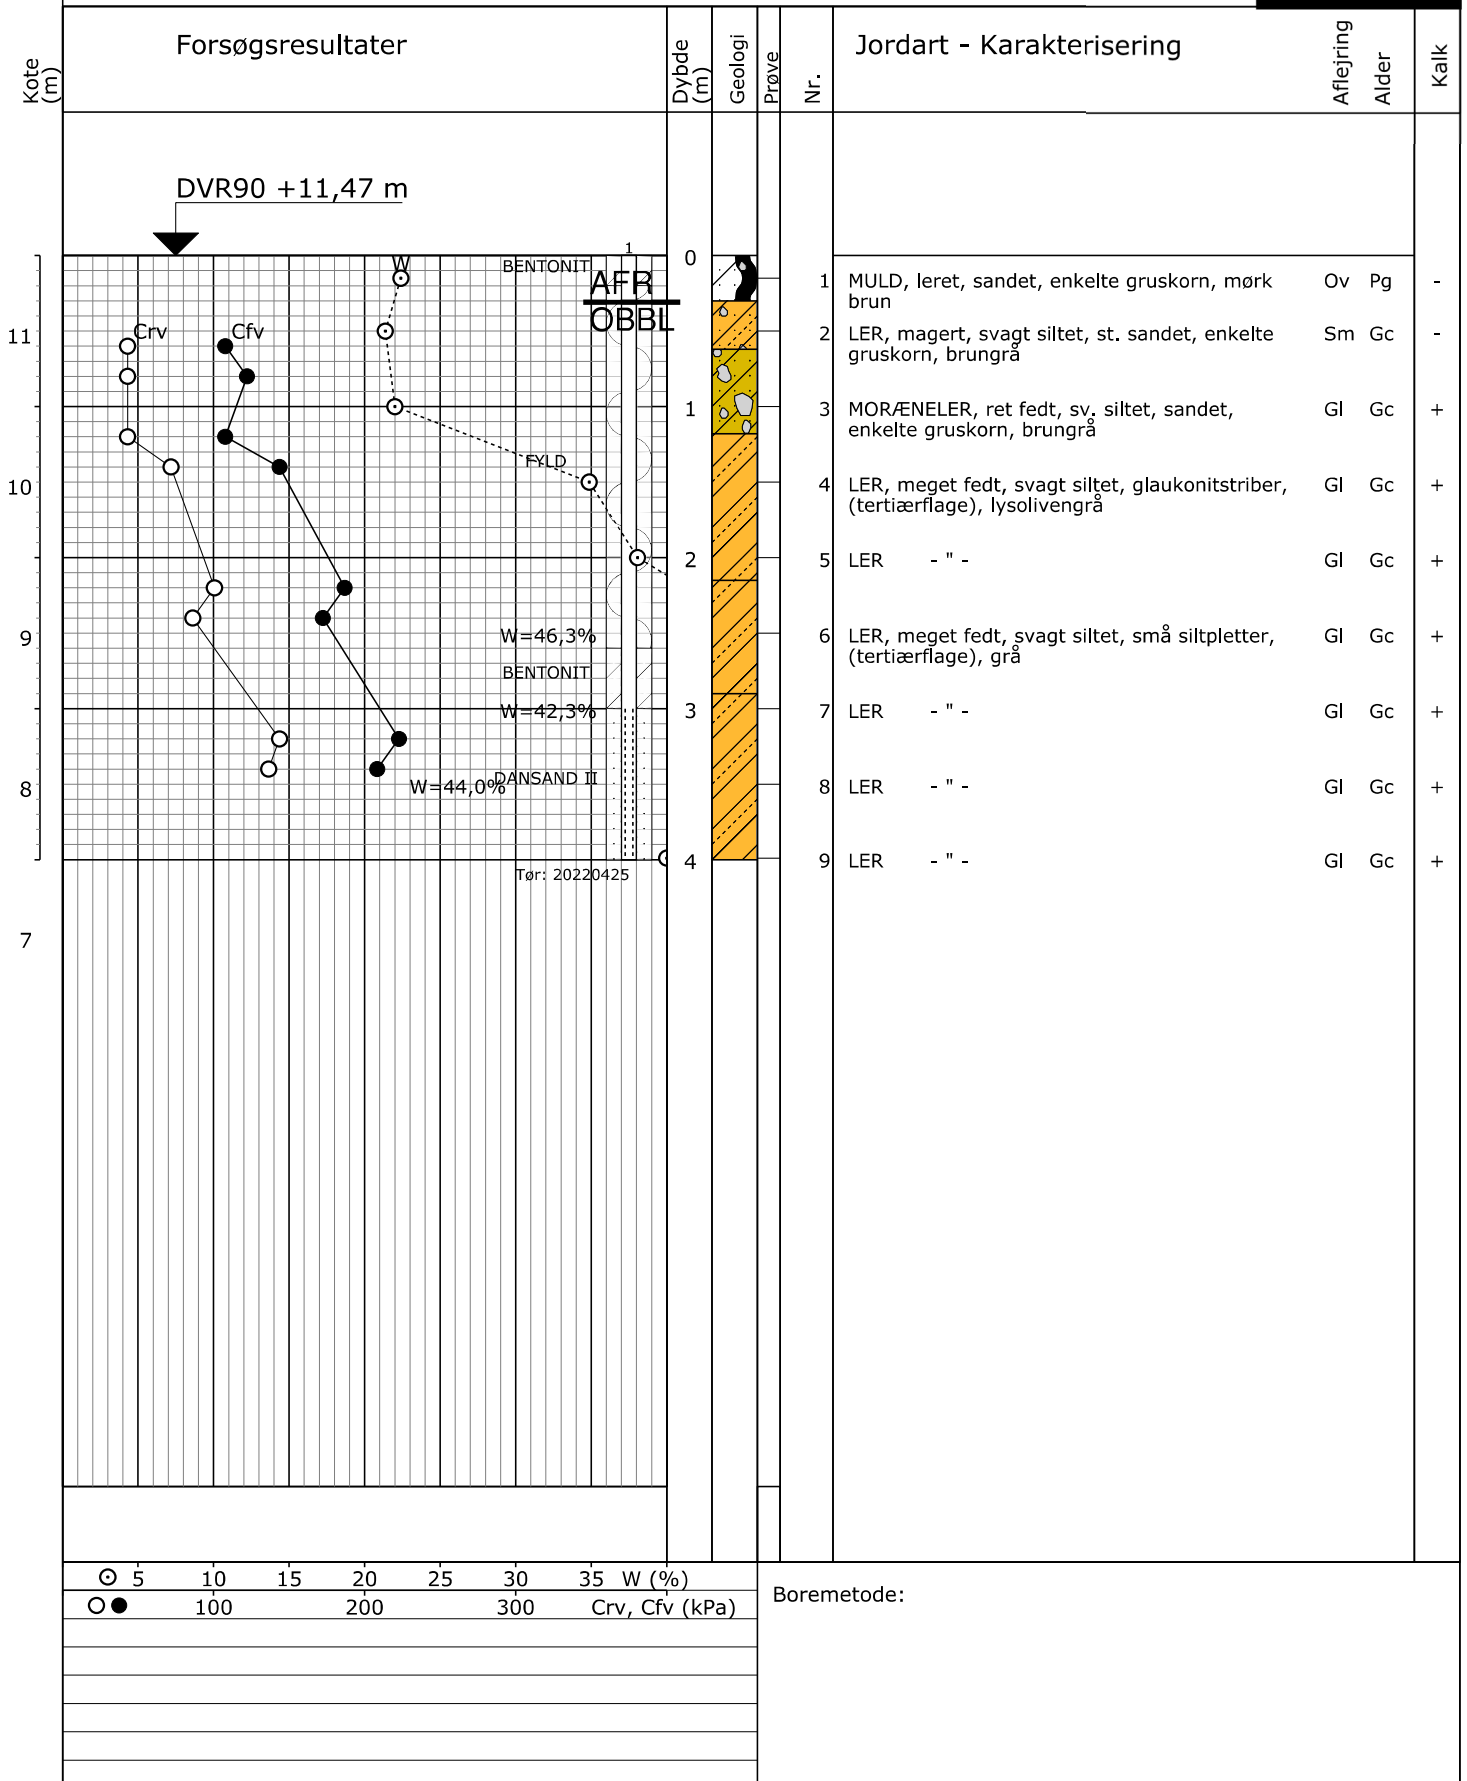 Kote (m)
Forsøgsresultater
Dybde (m)
Geologi
Prøve
Nr.
Jordart - Karakterisering
Aflejring
Alder
Kalk
DVR90 +11,47 m
1
W
BENTONIT
AFR
OBBL
0
1 MULD, leret, sandet, enkelte gruskorn, mørk Ov Pg -
brun
11
Crv
Cfv
2 LER, magert, svagt siltet, st. sandet, enkelte Sm Gc -
gruskorn, brungrå
1
3 MORÆNELER, ret fedt, sv. siltet, sandet, Gl Gc +
enkelte gruskorn, brungrå
FYLD
10
4 LER, meget fedt, svagt siltet, glaukonitstriber, Gl Gc +
(tertiærflage), lysolivengrå
2
5 LER - " - Gl Gc +
9
W=46,3%
6 LER, meget fedt, svagt siltet, små siltpletter, Gl Gc +
(tertiærflage), grå
BENTONIT
W=42,3%
3
7 LER - " - Gl Gc +
8
W=44,0%
DANSAND II
8 LER - " - Gl Gc +
4
9 LER - " - Gl Gc +
Tør: 20220425
7
5 10 15 20 25 30 35 W (%)
100 200 300 Crv, Cfv (kPa)
Boremetode: